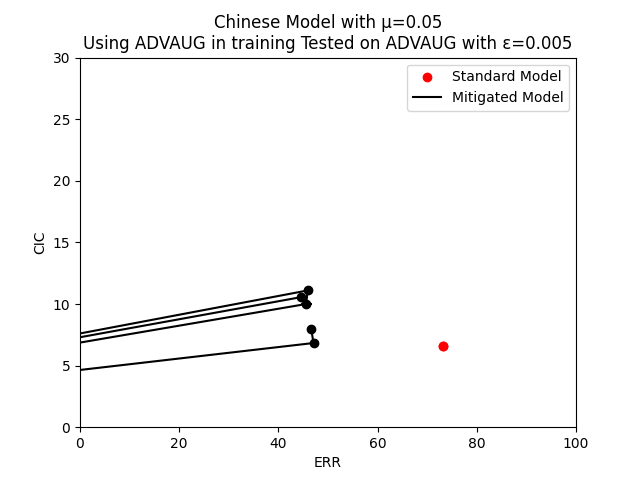 Chinese Model with μ=0.05
Using ADVAUG in training Tested on ADVAUG with ε=0.005
30
25
20
15
10
5
0
CIC
Standard Model
Mitigated Model
0 20 40 60 80 100
ERR